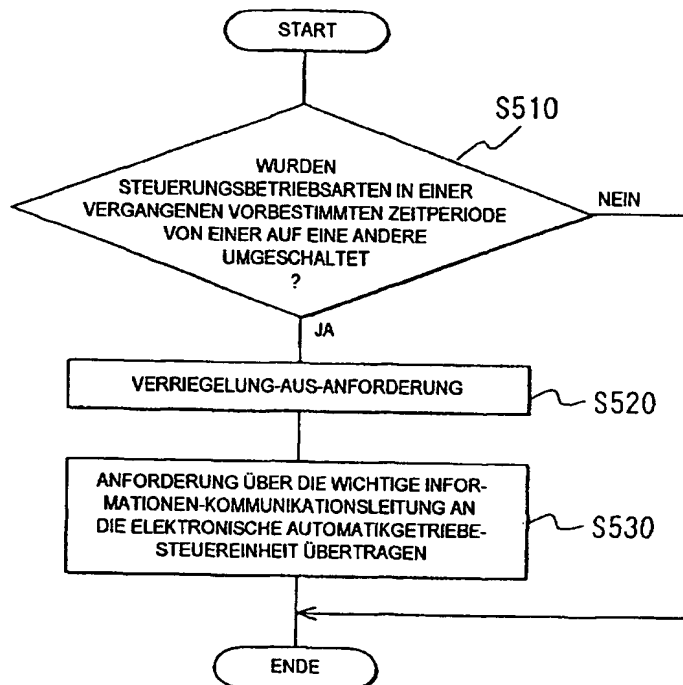 START
S510
WURDEN
STEUERUNGSBETRIEBSARTEN IN EINER
VERGANGENEN VORBESTIMMTEN ZEITPERIODE
VON EINER AUF EINE ANDERE
UMGESCHALTET
?
NEIN
JA
VERRIEGELUNG-AUS-ANFORDERUNG
S520
ANFORDERUNG ÜBER DIE WICHTIGE INFOR-
MATIONEN-KOMMUNIKATIONSLEITUNG AN
DIE ELEKTRONISCHE AUTOMATIKGETRIEBE-
STEUEREINHEIT ÜBERTRAGEN
S530
ENDE